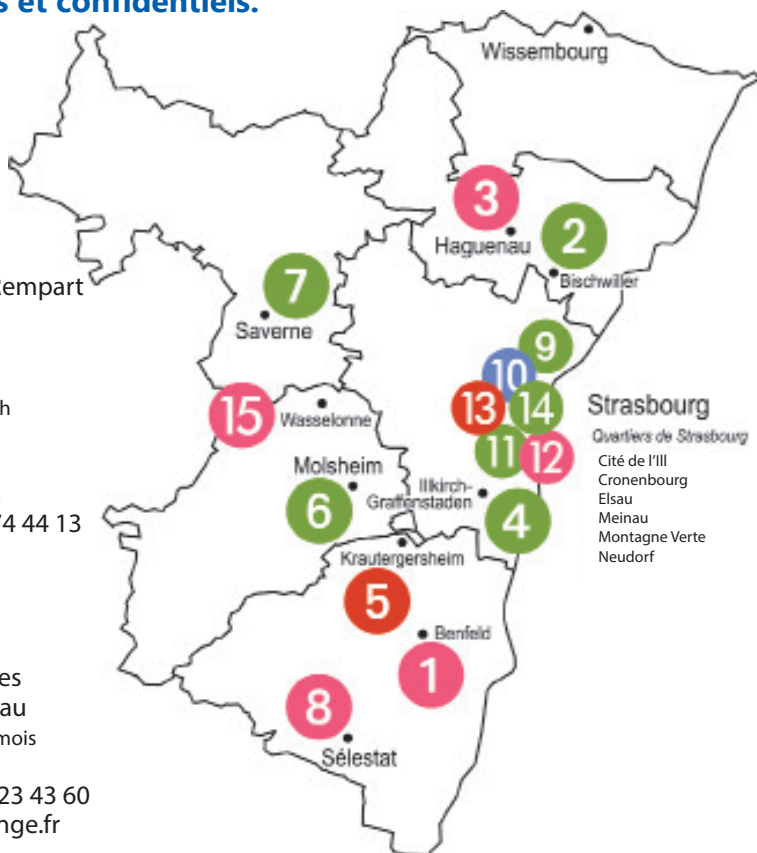 s et confidentiels.
Wissembourg
3
Haguenau
2
Bischwiller
Rempart
7
Saverne
9
10
h
15
Wasselonne
13
14
Strasbourg
Quartiers de Strasbourg
11
12
Cité de l'Ill
Cronenbourg
Elsau
Meinau
Montagne Verte
Neudorf
Molsheim
6
Illkirch-
Graffenstaden
4
74 44 13
Krautergersheim
5
Benfeld
1
es
au
mois
8
Sélestat
23 43 60
nge.fr